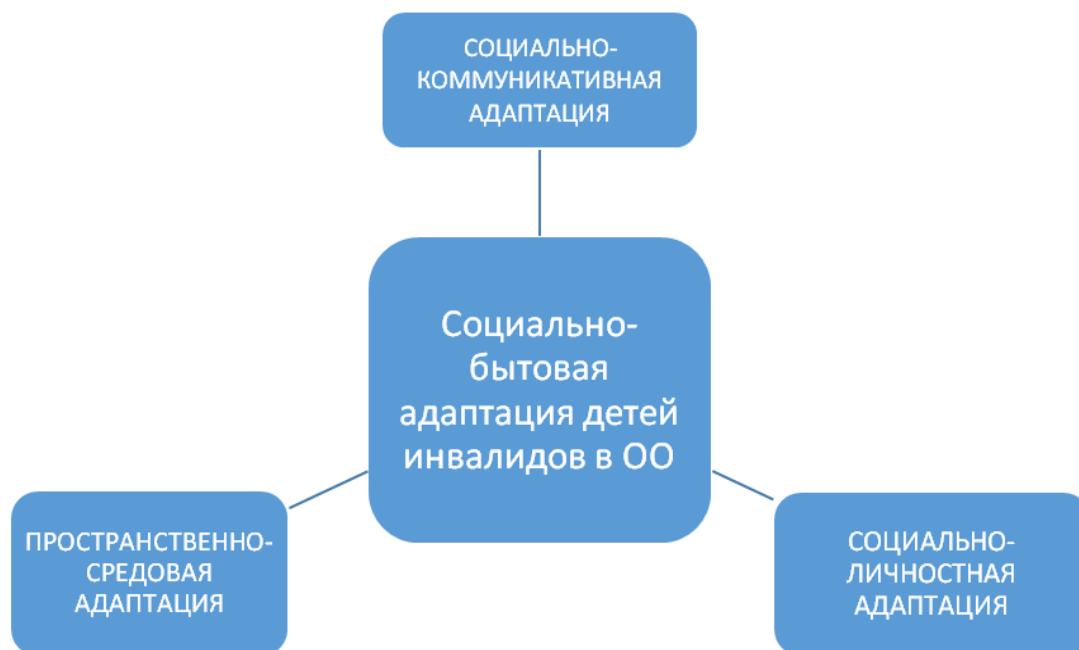 СОЦИАЛЬНО-
КОММУНИКАТИВНАЯ
АДАПТАЦИЯ
Социально-
бытовая
адаптация детей
инвалидов в ОО
ПРОСТРАНСТВЕННО-
СРЕДОВАЯ
АДАПТАЦИЯ
СОЦИАЛЬНО-
ЛИЧНОСТНАЯ
АДАПТАЦИЯ